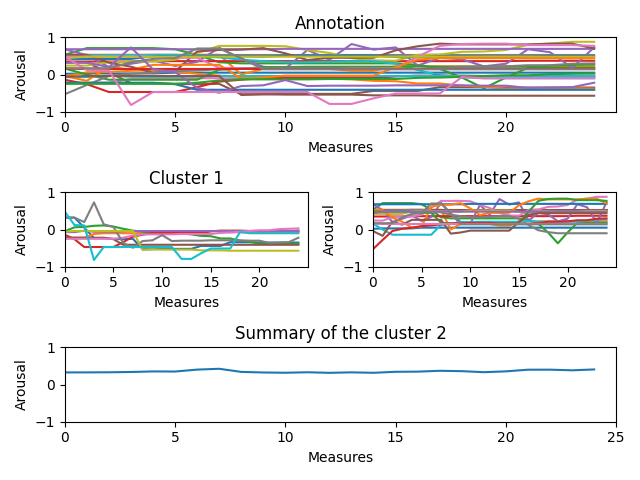 Annotation
Arousal
1
0
−1
0 5 10 15 20
Measures
Cluster 1
Arousal
1
0
−1
0 5 10 15 20
Measures
Cluster 2
Arousal
1
0
−1
0 5 10 15 20
Measures
Summary of the cluster 2
Arousal
1
0
−1
0 5 10 15 20 25
Measures